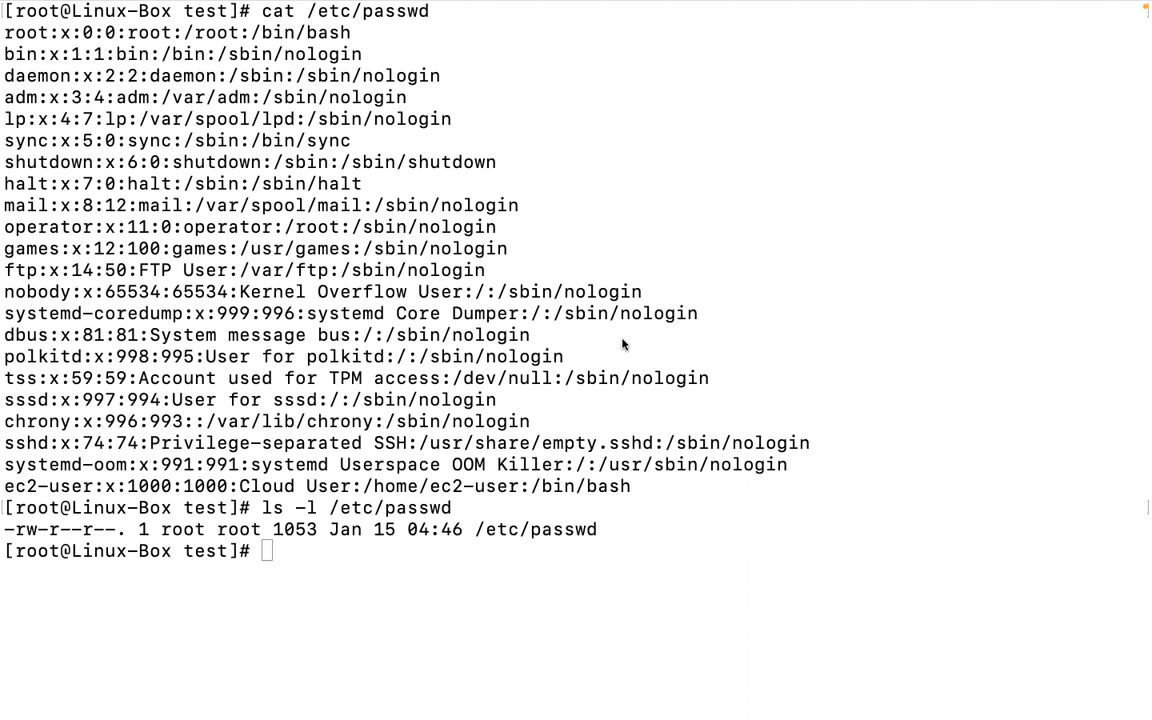 [root@Linux-Box test]# cat /etc/passwd
root:x:0:0:root:/root:/bin/bash
bin:x:1:1:bin:/bin:/sbin/nologin
daemon:x:2:2:daemon:/sbin:/sbin/nologin
adm:x:3:4:adm:/var/adm:/sbin/nologin
lp:x:4:7:lp:/var/spool/lpd:/sbin/nologin
sync:x:5:0:sync:/sbin:/bin/sync
shutdown:x:6:0:shutdown:/sbin:/sbin/shutdown
halt:x:7:0:halt:/sbin:/sbin/halt
mail:x:8:12:mail:/var/spool/mail:/sbin/nologin
operator:x:11:0:operator:/root:/sbin/nologin
games:x:12:100:games:/usr/games:/sbin/nologin
ftp:x:14:50:FTP User:/var/ftp:/sbin/nologin
nobody:x:65534:65534:Kernel Overflow User:/:/sbin/nologin
systemd-coredump:x:999:996:systemd Core Dumper:/:/sbin/nologin
dbus:x:81:81:System message bus:/:/sbin/nologin
polkitd:x:998:995:User for polkitd:/:/sbin/nologin
tss:x:59:59:Account used for TPM access:/dev/null:/sbin/nologin
sssd:x:997:994:User for sssd:/:/sbin/nologin
chrony:x:996:993::/var/lib/chrony:/sbin/nologin
sshd:x:74:74:Privilege-separated SSH:/usr/share/empty.sshd:/sbin/nologin
systemd-oom:x:991:991:systemd Userspace OOM Killer:/:/usr/sbin/nologin
ec2-user:x:1000:1000:Cloud User:/home/ec2-user:/bin/bash
[root@Linux-Box test]# ls -l /etc/passwd
-rw-r--r--. 1 root root 1053 Jan 15 04:46 /etc/passwd
[root@Linux-Box test]#